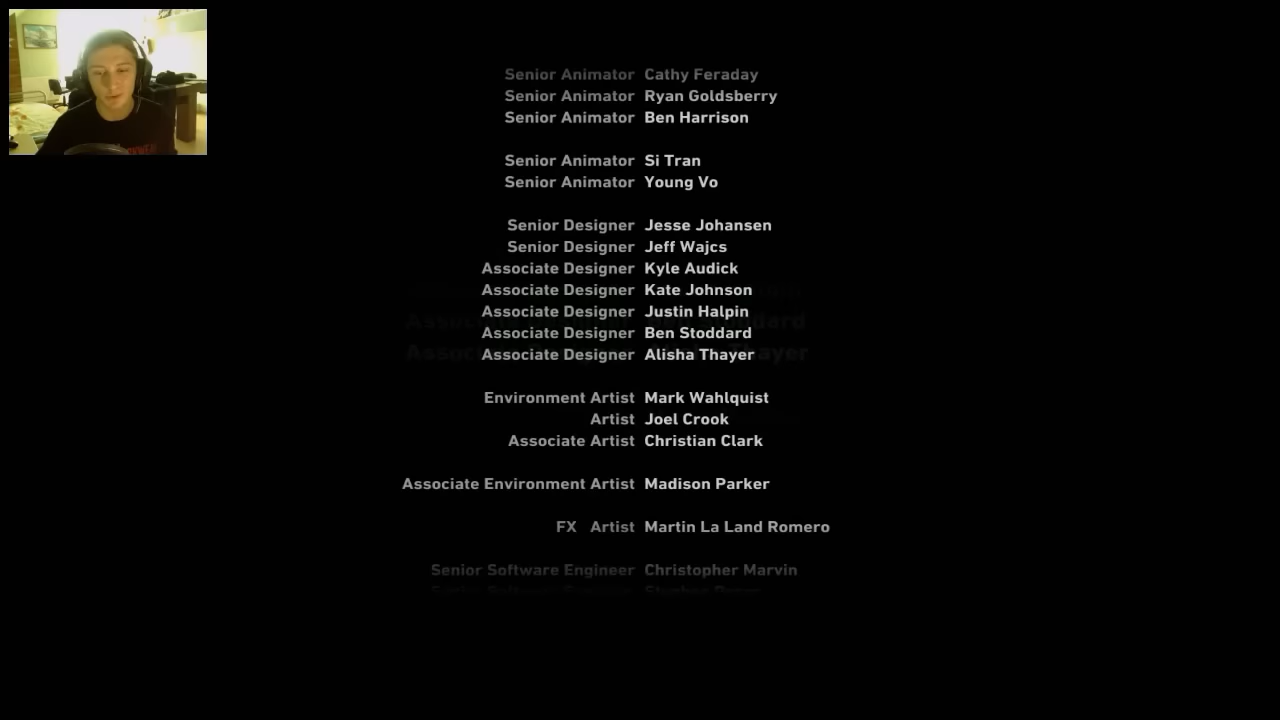 Senior Animator Cathy Feraday
Senior Animator Ryan Goldsberry
Senior Animator Ben Harrison
Senior Animator Si Tran
Senior Animator Young Vo
Senior Designer Jesse Johansen
Senior Designer Jeff Wajcs
Associate Designer Kyle Audick
Associate Designer Kate Johnson
Associate Designer Justin Halpin
Associate Designer Ben Stoddard
Associate Designer Alisha Thayer
Environment Artist Mark Wahlquist
Artist Joel Crook
Associate Artist Christian Clark
Associate Environment Artist Madison Parker
FX Artist Martin La Land Romero
Senior Software Engineer Christopher Marvin